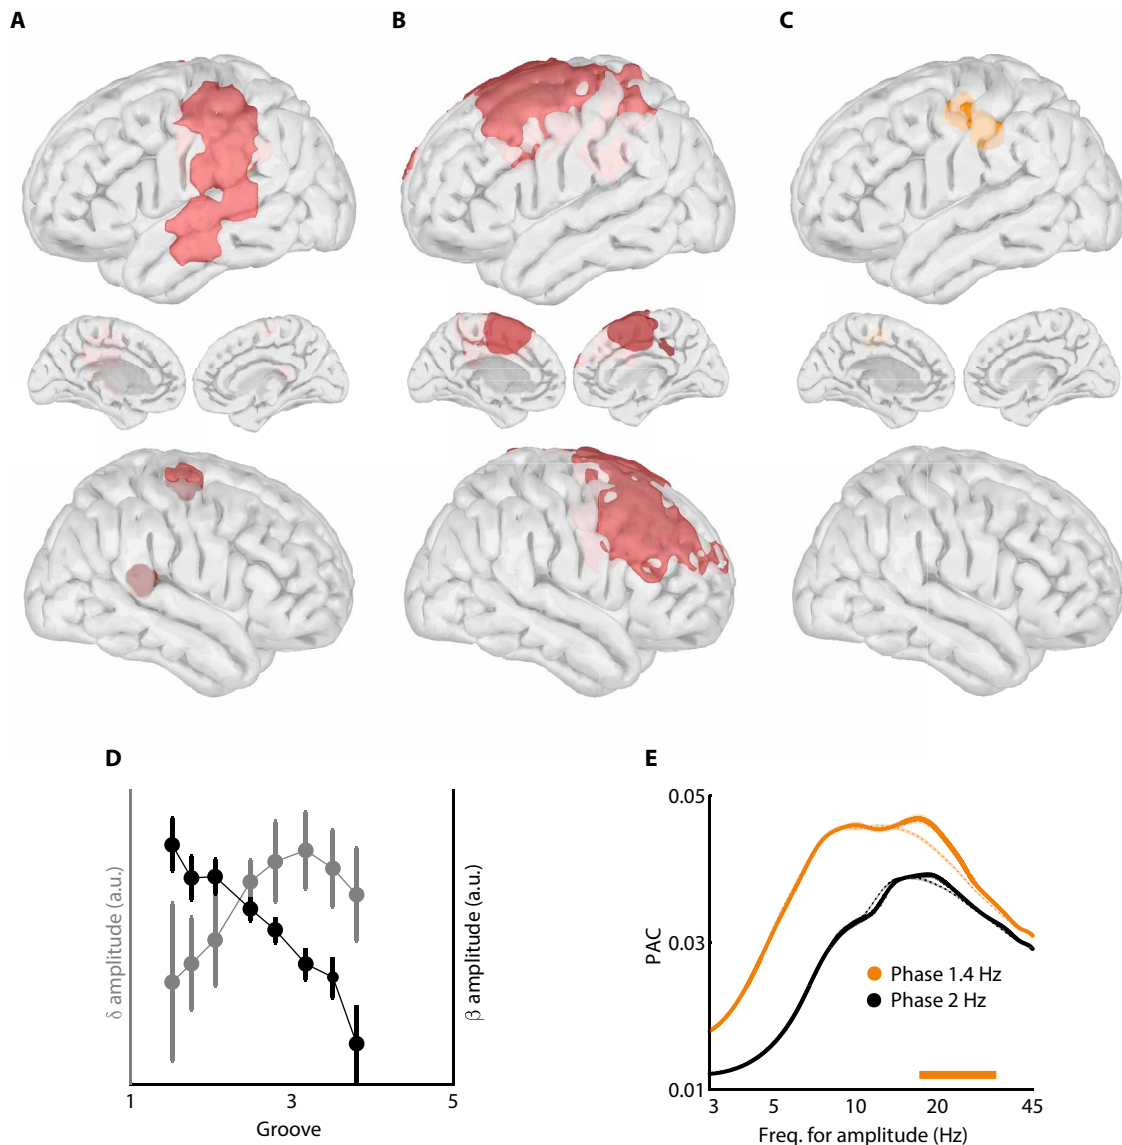 A
B
C
D
δ amplitude (a.u.)
β amplitude (a.u.)
1
3
5
Groove
E
0.05
0.03
0.01
PAC
Phase 1.4 Hz
Phase 2 Hz
3
5
10
20
45
Freq. for amplitude (Hz)